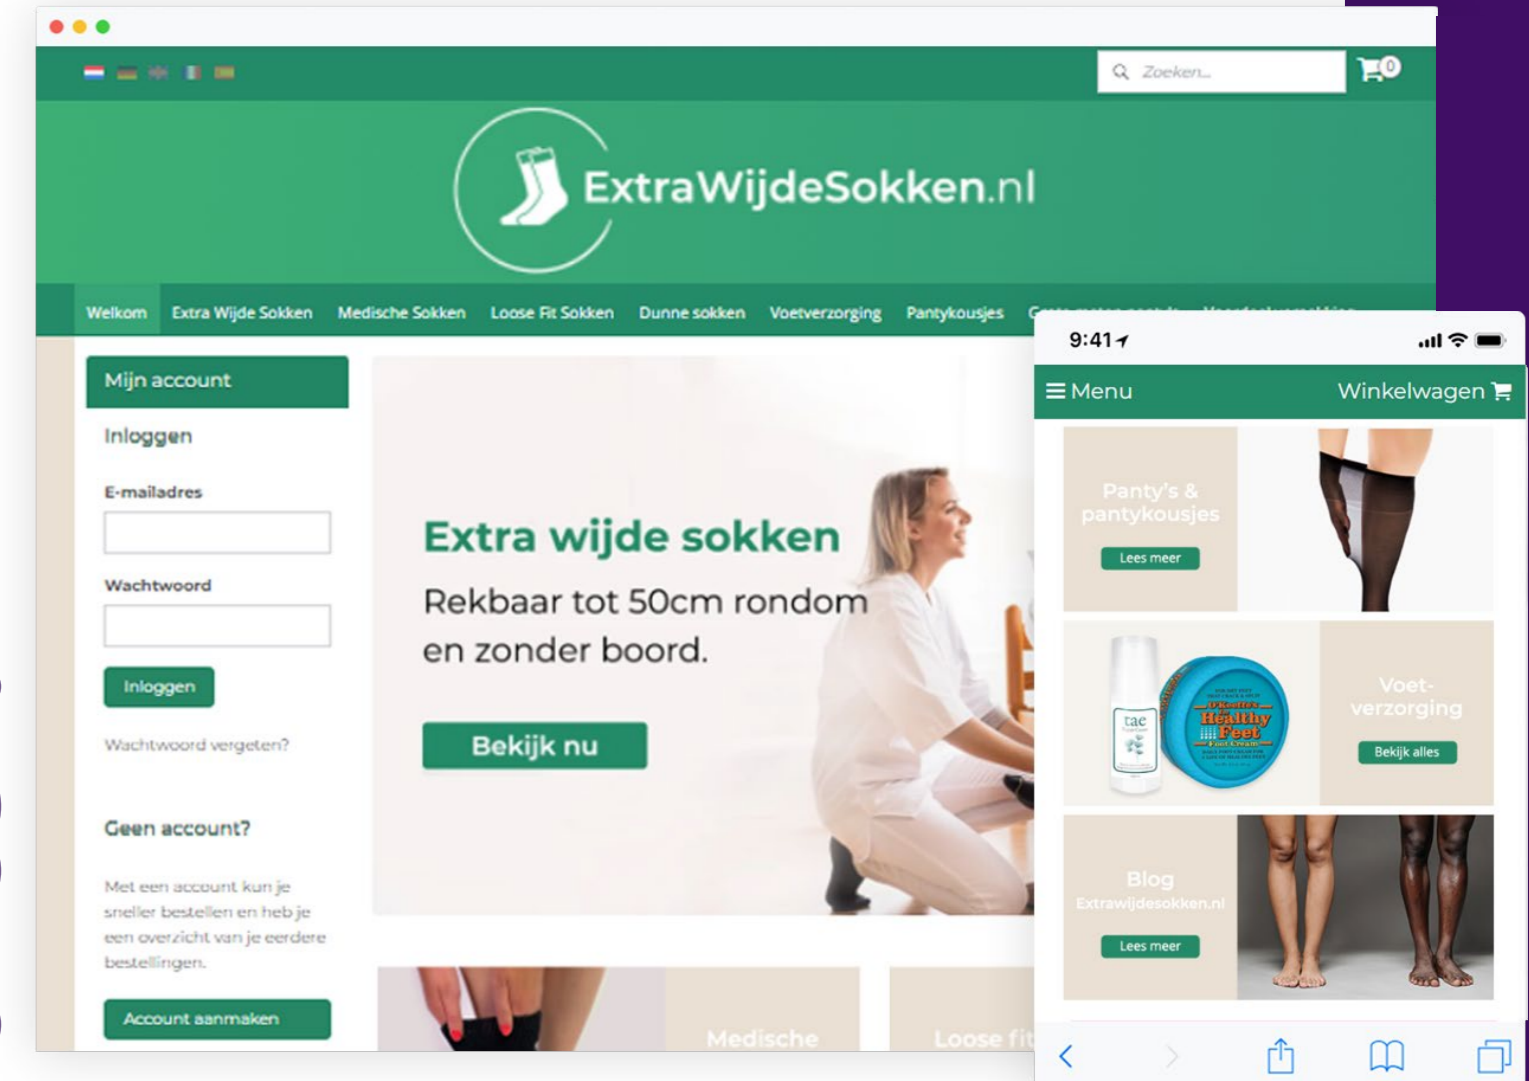 Zoeken...
0
ExtraWijdeSokken.nl
Welkom Extra Wijde Sokken Medische Sokken Loose Fit Sokken Dunne sokken Voetverzorging Pantykousjes
Mijn account
Inloggen
E-mailadres
Wachtwoord
Inloggen
Wachtwoord vergeten?
Geen account?
Met een account kun je
sneller bestellen en heb je
een overzicht van je eerdere
bestellingen.
Account aanmaken
Extra wijde sokken
Rekbaar tot 50cm rondom
en zonder boord.
Bekijk nu
Medische
Loose fit
9:41
Menu
Winkelwagen
Panty's &
pantykousjes
Lees meer
tae
O'Keeffe's
Healthy
Feet
Foot Cream
Voet-
verzorging
Bekijk alles
Blog
Extrawijdesokken.nl
Lees meer